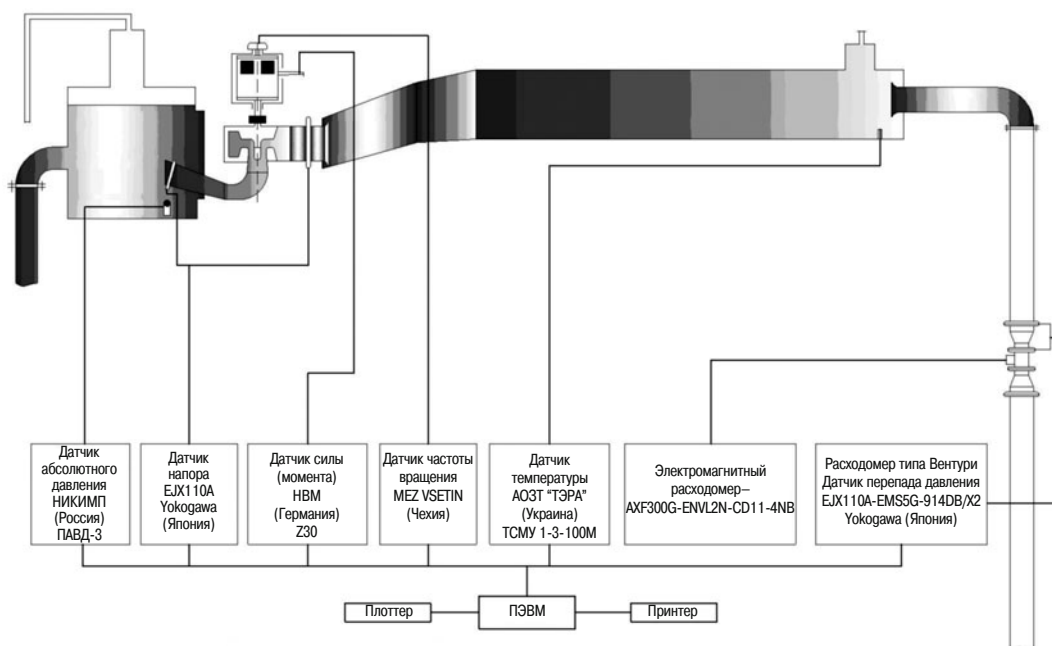 Датчик
абсолютного
давления
НИКИМП
(Россия)
ПАВД-3
Датчик
напора
EJX110A
Yokogawa
(Япония)
Датчик силы
(момента)
HBM
(Германия)
Z30
Датчик частоты
вращения
MEZ VSETIN
(Чехия)
Датчик
температуры
АОЗТ “ТЭРА”
(Украина)
ТСМУ 1-3-100М
Электромагнитный
расходомер–
AXF300G-ENVL2N-CD11-4NB
Расходомер типа Вентури
Датчик перепада давления
EJX110A-EMS5G-914DB/X2
Yokogawa (Япония)
Плоттер
ПЭВМ
Принтер